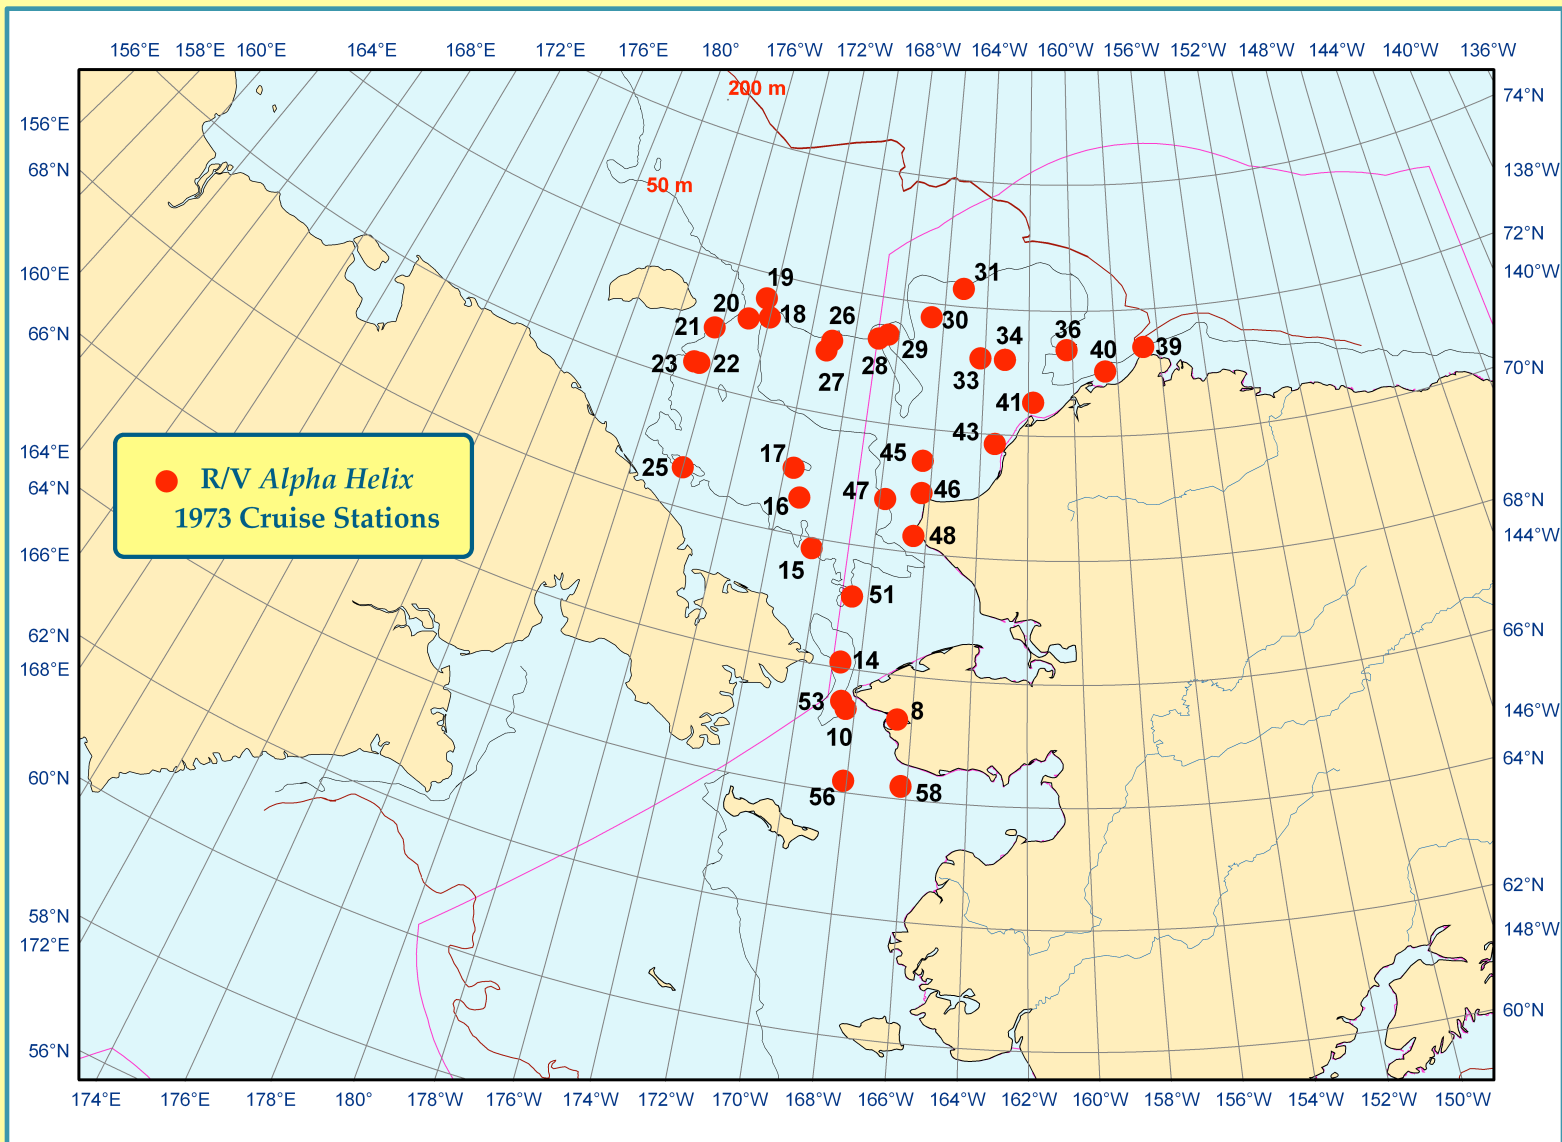 156°E 158°E 160°E 164°E 168°E 172°E 176°E 180° 176°W 172°W 168°W 164°W 160°W 156°W 152°W 148°W 144°W 140°W 136°W
200 m
74°N
156°E
68°N
138°W
50 m
72°N
160°E
140°W
31
19
20
18
26
30
21
34
36
66°N
29
39
40
23
22
28
27
33
70°N
41
43
164°E
17
45
25
R/V Alpha Helix
1973 Cruise Stations
64°N
47
46
68°N
16
48
144°W
166°E
15
51
62°N
66°N
14
168°E
53
8
146°W
10
64°N
60°N
56
58
62°N
58°N
148°W
172°E
60°N
56°N
174°E 176°E 178°E 180° 178°W 176°W 174°W 172°W 170°W 168°W 166°W 164°W 162°W 160°W 158°W 156°W 154°W 152°W 150°W